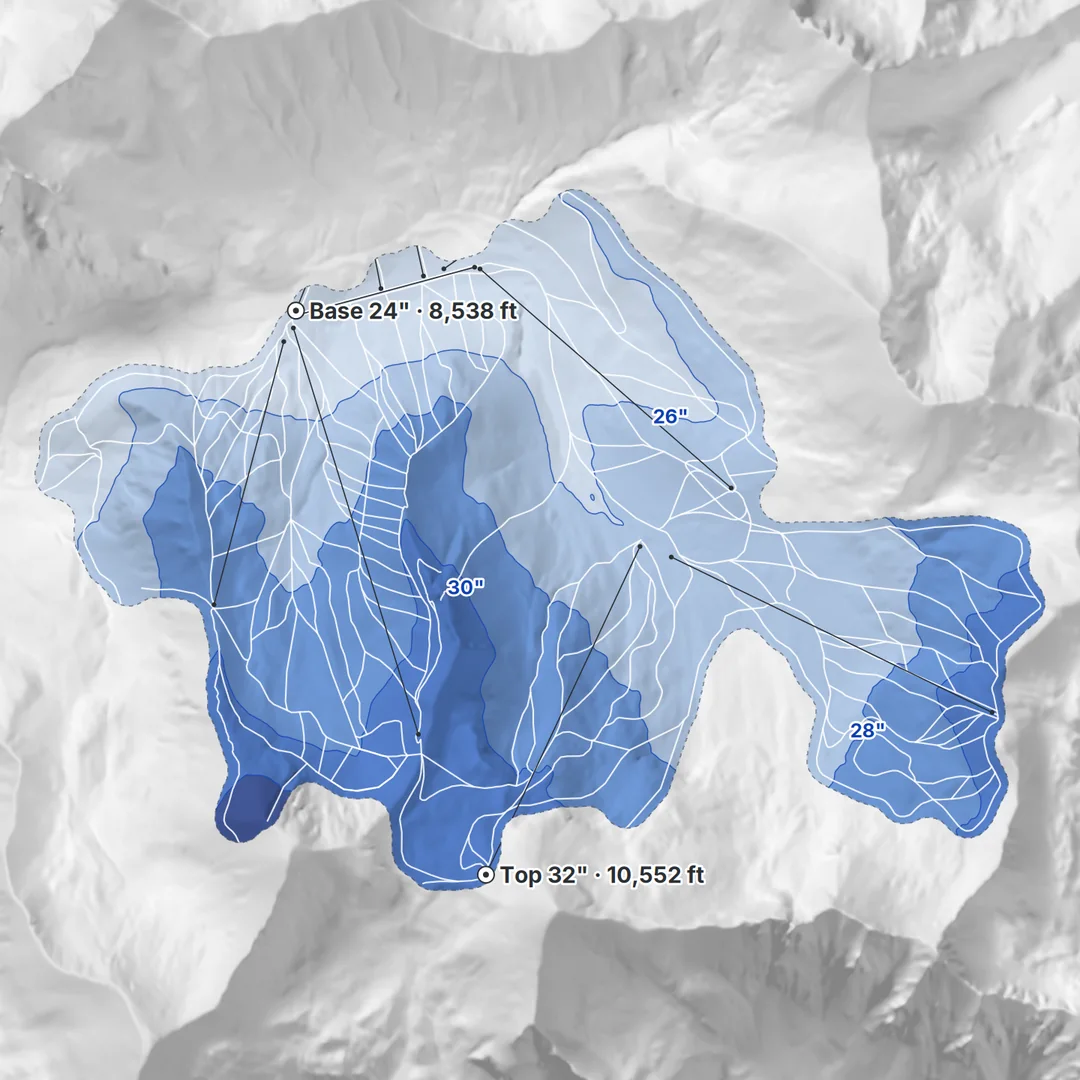 Base 24" · 8,538 ft
26"
30"
28"
Top 32" · 10,552 ft